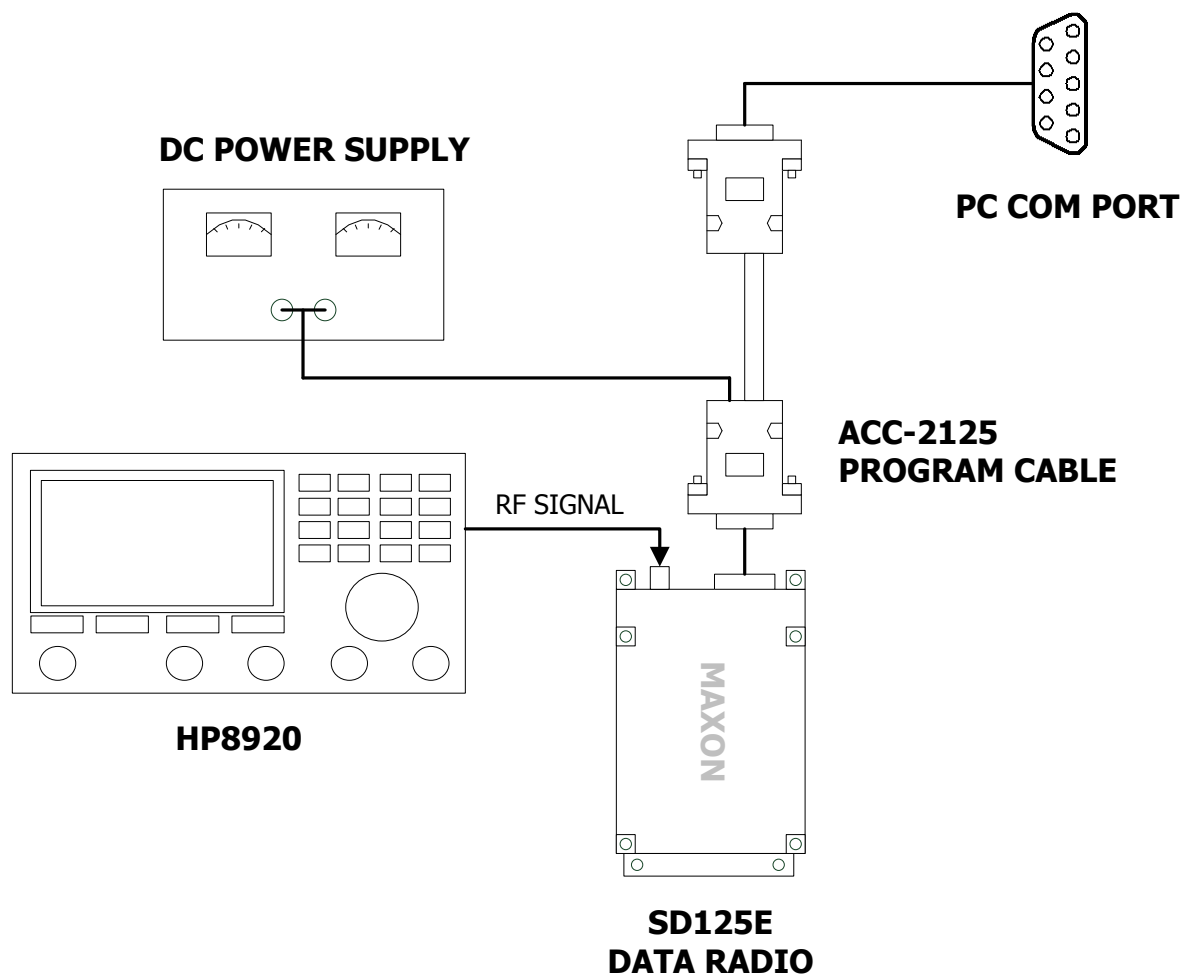 DC POWER SUPPLY
PC COM PORT
ACC-2125
PROGRAM CABLE
RF SIGNAL
MAXON
HP8920
SD125E
DATA RADIO